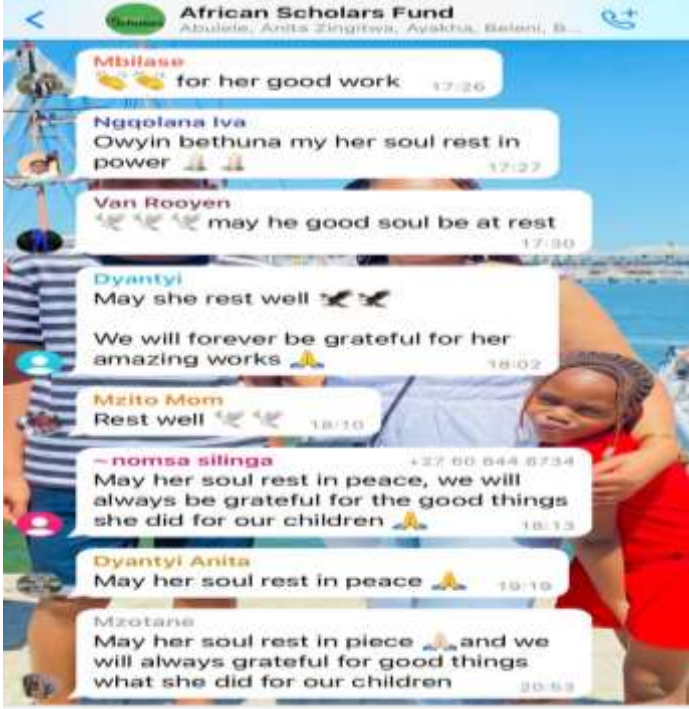 African Scholars Fund
Abulele, Anita Zingitwa, Ayakha, Beleni, B...
Mbilase
👏 👏 for her good work 17:26
Ngqolana Iva
Owyin bethuna my her soul rest in
power 🙏🏻 🙏🏻 17:27
Van Rooyen
🕊 🕊 🕊 may he good soul be at rest
17:30
Dyantyi
May she rest well 🕊 🕊
We will forever be grateful for her
amazing works 🙏 18:02
Mzito Mom
Rest well 🕊 🕊 18:10
~nomsa silinga +27 60 844 8734
May her soul rest in peace, we will
always be grateful for the good things
she did for our children 🙏 18:13
Dyantyi Anita
May her soul rest in peace 🙏 19:19
Mzotane
May her soul rest in piece 🙏🏻 and we
will always grateful for good things
what she did for our children 20:53